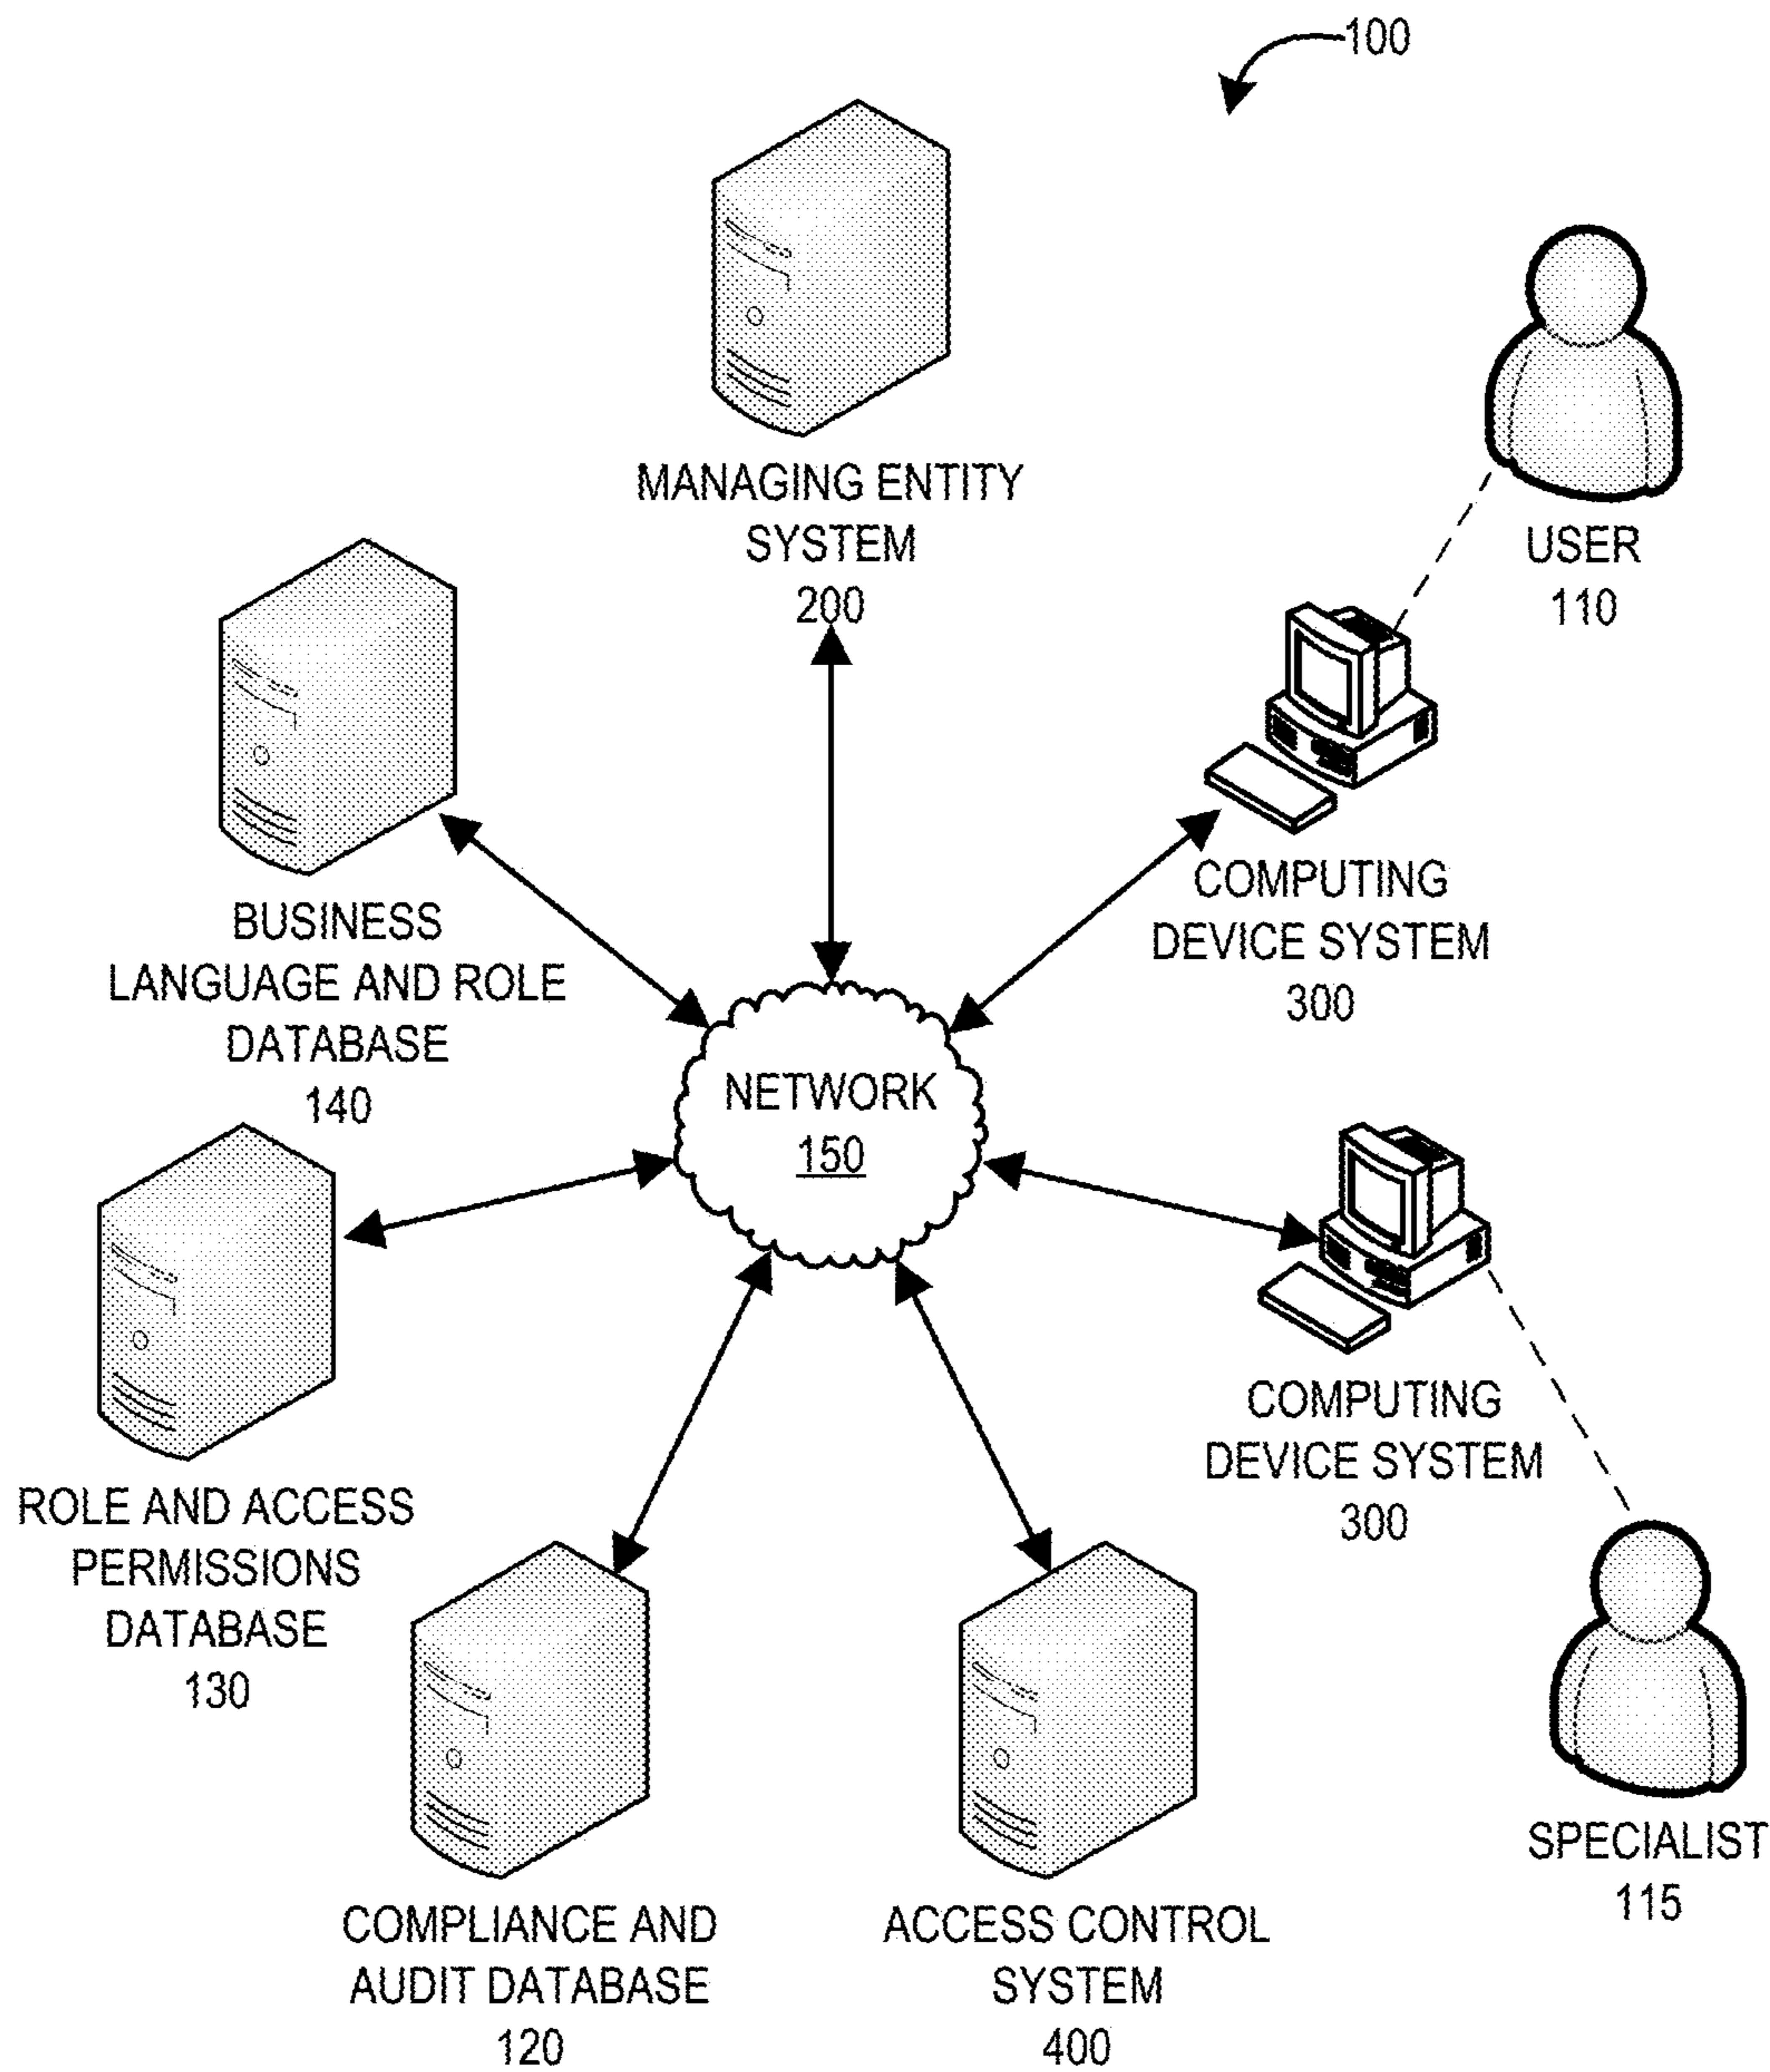 100
MANAGING ENTITY
SYSTEM
200
USER
110
BUSINESS
LANGUAGE AND ROLE
DATABASE
140
COMPUTING
DEVICE SYSTEM
300
NETWORK
150
COMPUTING
DEVICE SYSTEM
300
ROLE AND ACCESS
PERMISSIONS
DATABASE
130
SPECIALIST
115
COMPLIANCE AND
AUDIT DATABASE
120
ACCESS CONTROL
SYSTEM
400